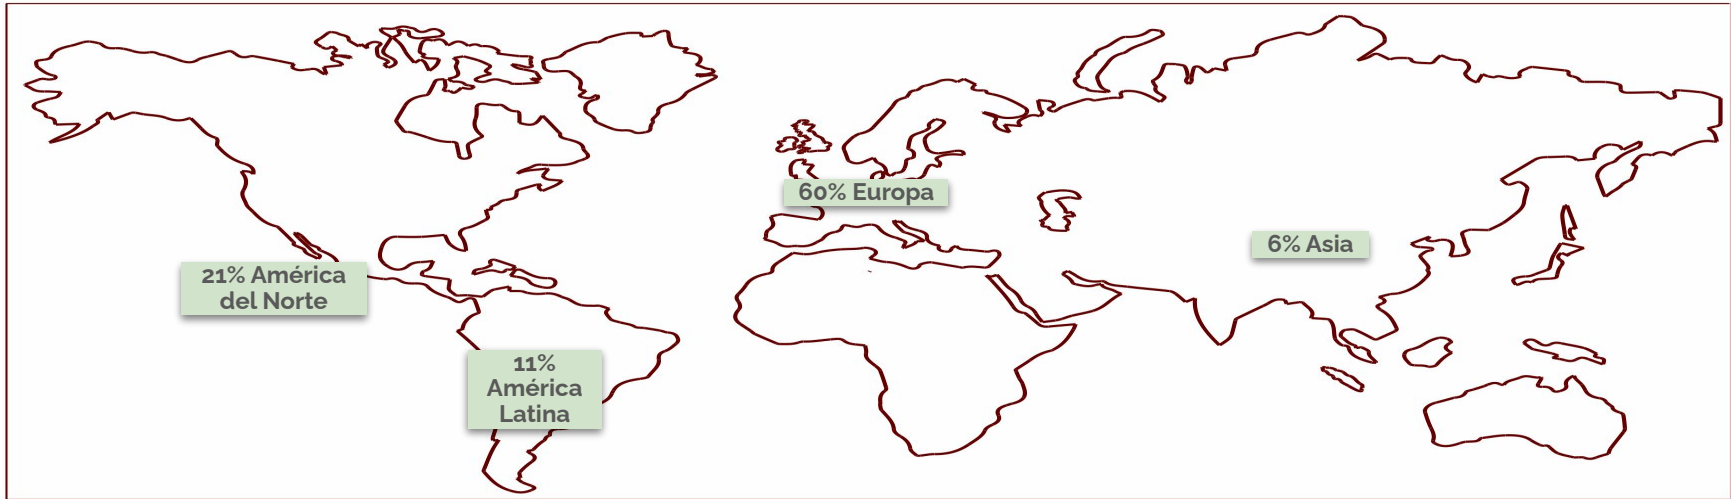 60% Europa
6% Asia
21% América
del Norte
11%
América
Latina